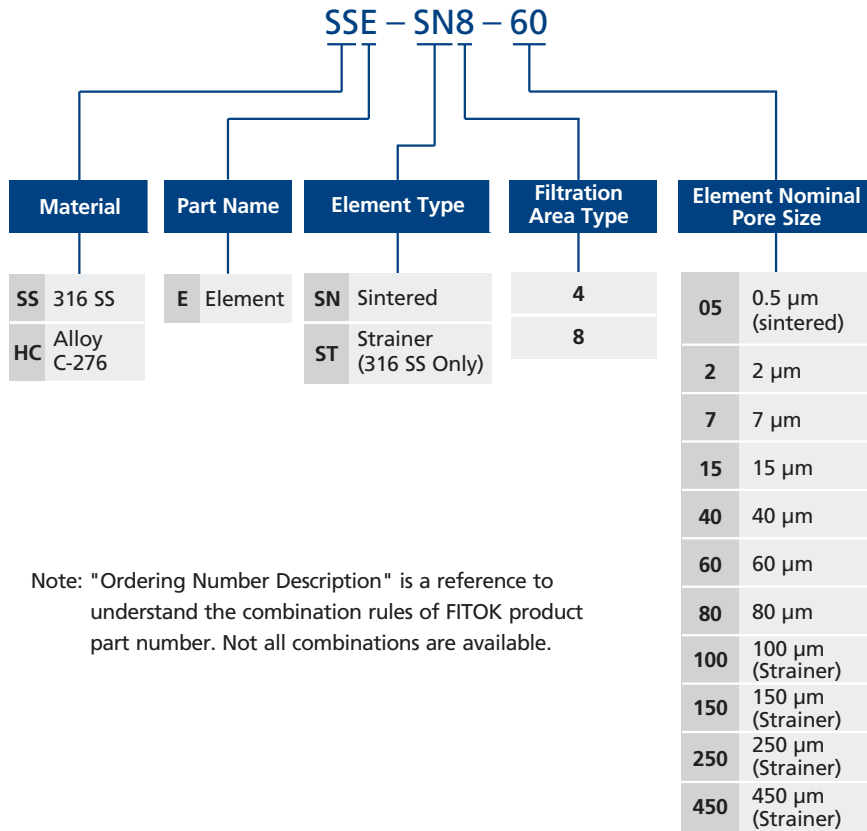 SSE – SN8 – 60
Material
Part Name
Element Type
Filtration
Area Type
Element Nominal
Pore Size
SS 316 SS
HC Alloy
C-276
E Element
SN Sintered
ST Strainer
(316 SS Only)
4
8
05 0.5 µm
(sintered)
2 2 µm
7 7 µm
15 15 µm
40 40 µm
60 60 µm
80 80 µm
100 100 µm
(Strainer)
150 150 µm
(Strainer)
250 250 µm
(Strainer)
450 450 µm
(Strainer)
Note: "Ordering Number Description" is a reference to
understand the combination rules of FITOK product
part number. Not all combinations are available.